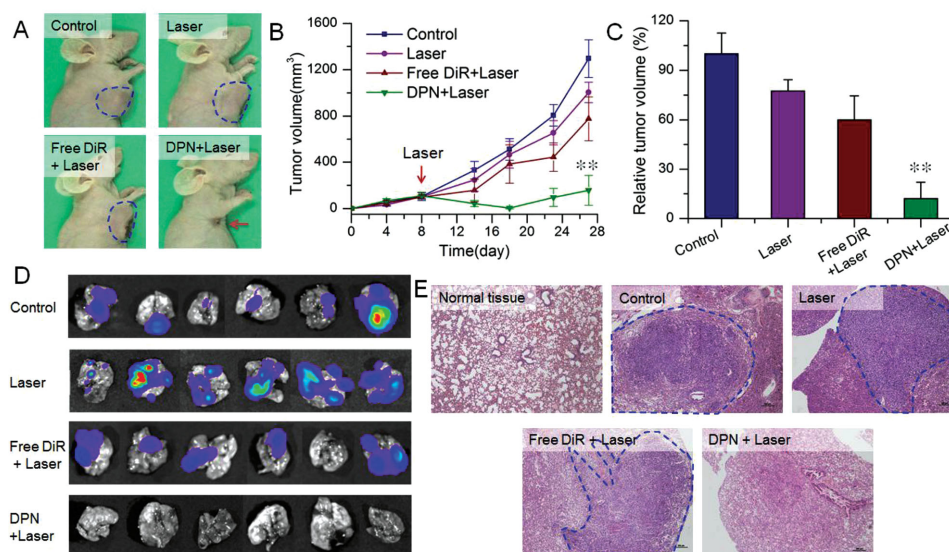 A
Control
Laser
Free DiR
+ Laser
DPN+Laser
B
Tumor volume(mm³)
1600
1200
800
400
0
0 4 8 12 16 20 24 28
Time(day)
Control
Laser
Free DiR+Laser
DPN+Laser
Laser
**
C
Relative tumor volume (%)
120
90
60
30
0
**
Control
Laser
Free DiR
+Laser
DPN+Laser
D
Control
Laser
Free DiR
+ Laser
DPN
+Laser
E
Normal tissue
Control
Laser
Free DiR + Laser
DPN + Laser